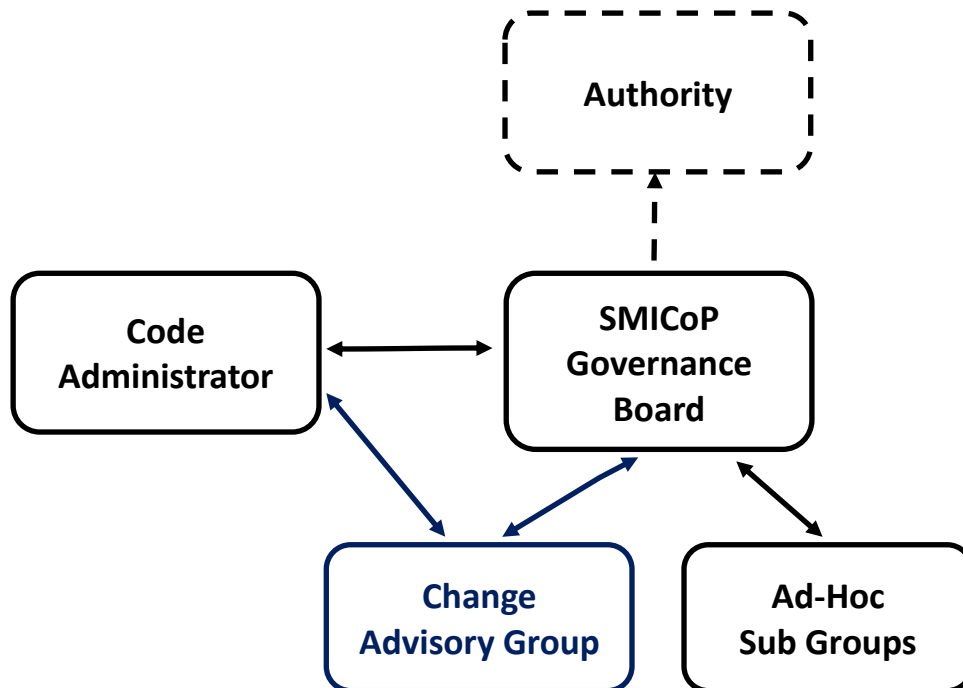 Authority
Code
Administrator
SMICoP
Governance
Board
Change
Advisory Group
Ad-Hoc
Sub Groups